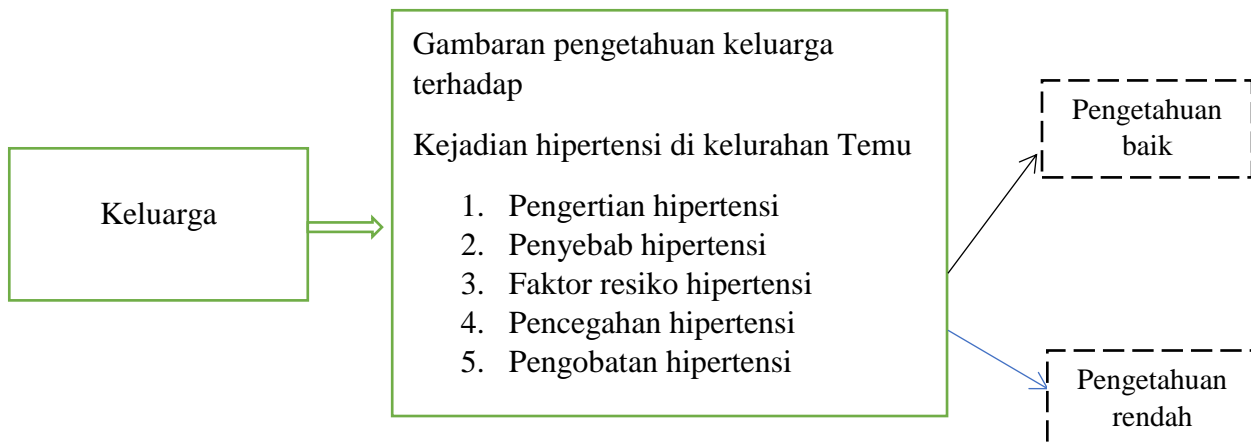 Keluarga
Gambaran pengetahuan keluarga
terhadap
Kejadian hipertensi di kelurahan Temu
1. Pengertian hipertensi
2. Penyebab hipertensi
3. Faktor resiko hipertensi
4. Pencegahan hipertensi
5. Pengobatan hipertensi
Pengetahuan
baik
Pengetahuan
rendah